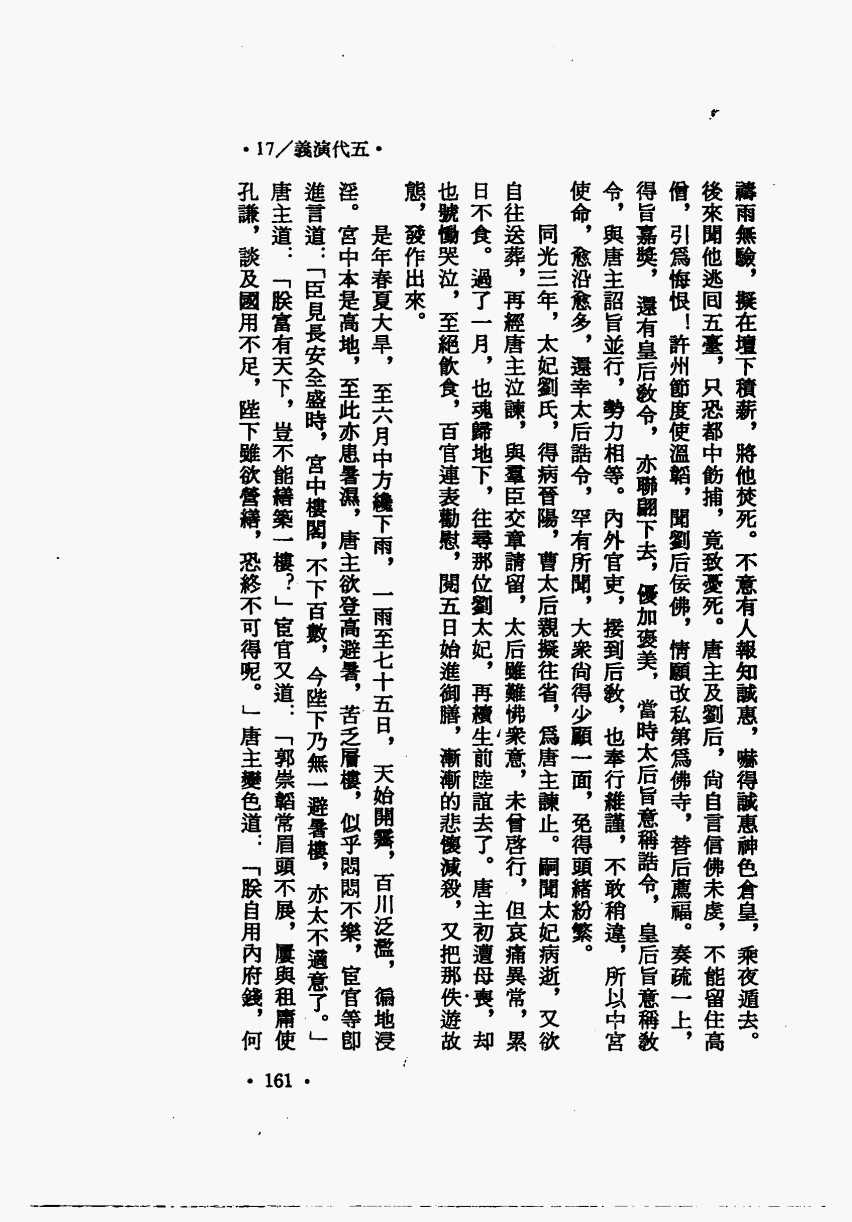 •17／義演代五•
禱雨無驗，擬在壇下積薪，將他焚死。不意有人報知誠惠，嚇得誠惠神色倉皇，乘夜遁去。
後來聞他逃回五臺，只恐都中飭捕，竟致憂死。唐主及劉后，尙自言信佛未虔，不能留住高
僧，引爲悔恨！許州節度使溫韜，聞劉后佞佛，情願改私第爲佛寺，替后薦福。奏疏一上，
得旨嘉獎，還有皇后敎令，亦聯翩下去，優加褒美，當時太后旨意稱誥令，皇后旨意稱敎
令，與唐主詔旨並行，勢力相等。內外官吏，接到后敎，也奉行維謹，不敢稍違，所以中宮
使命，愈沿愈多，還幸太后誥令，罕有所聞，大衆尙得少顧一面，免得頭緒紛繁。
同光三年，太妃劉氏，得病晉陽，曹太后親擬往省，爲唐主諫止。嗣聞太妃病逝，又欲
自往送葬，再經唐主泣諫，與羣臣交章請留，太后雖難怫衆意，未曾啓行，但哀痛異常，累
日不食。過了一月，也魂歸地下，往尋那位劉太妃，再續生前陸誼去了。唐主初遭母喪，却
也號慟哭泣，至絕飲食，百官連表勸慰，閱五日始進御膳，漸漸的悲懷減殺，又把那佚遊故
態，發作出來。
是年春夏大旱，至六月中方纔下雨，一雨至七十五日，天始開霽，百川泛濫，徧地浸
淫。宮中本是高地，至此亦患暑濕，唐主欲登高避暑，苦乏層樓，似乎悶悶不樂，宦官等卽
進言道：「臣見長安全盛時，宮中樓閣，不下百數，今陛下乃無一避暑樓，亦太不適意了。」
唐主道：「朕富有天下，豈不能繕築一樓？」宦官又道：「郭崇韜常眉頭不展，屢與租庸使
孔謙，談及國用不足，陛下雖欲營繕，恐終不可得呢。」唐主變色道：「朕自用內府錢，何
• 161 •